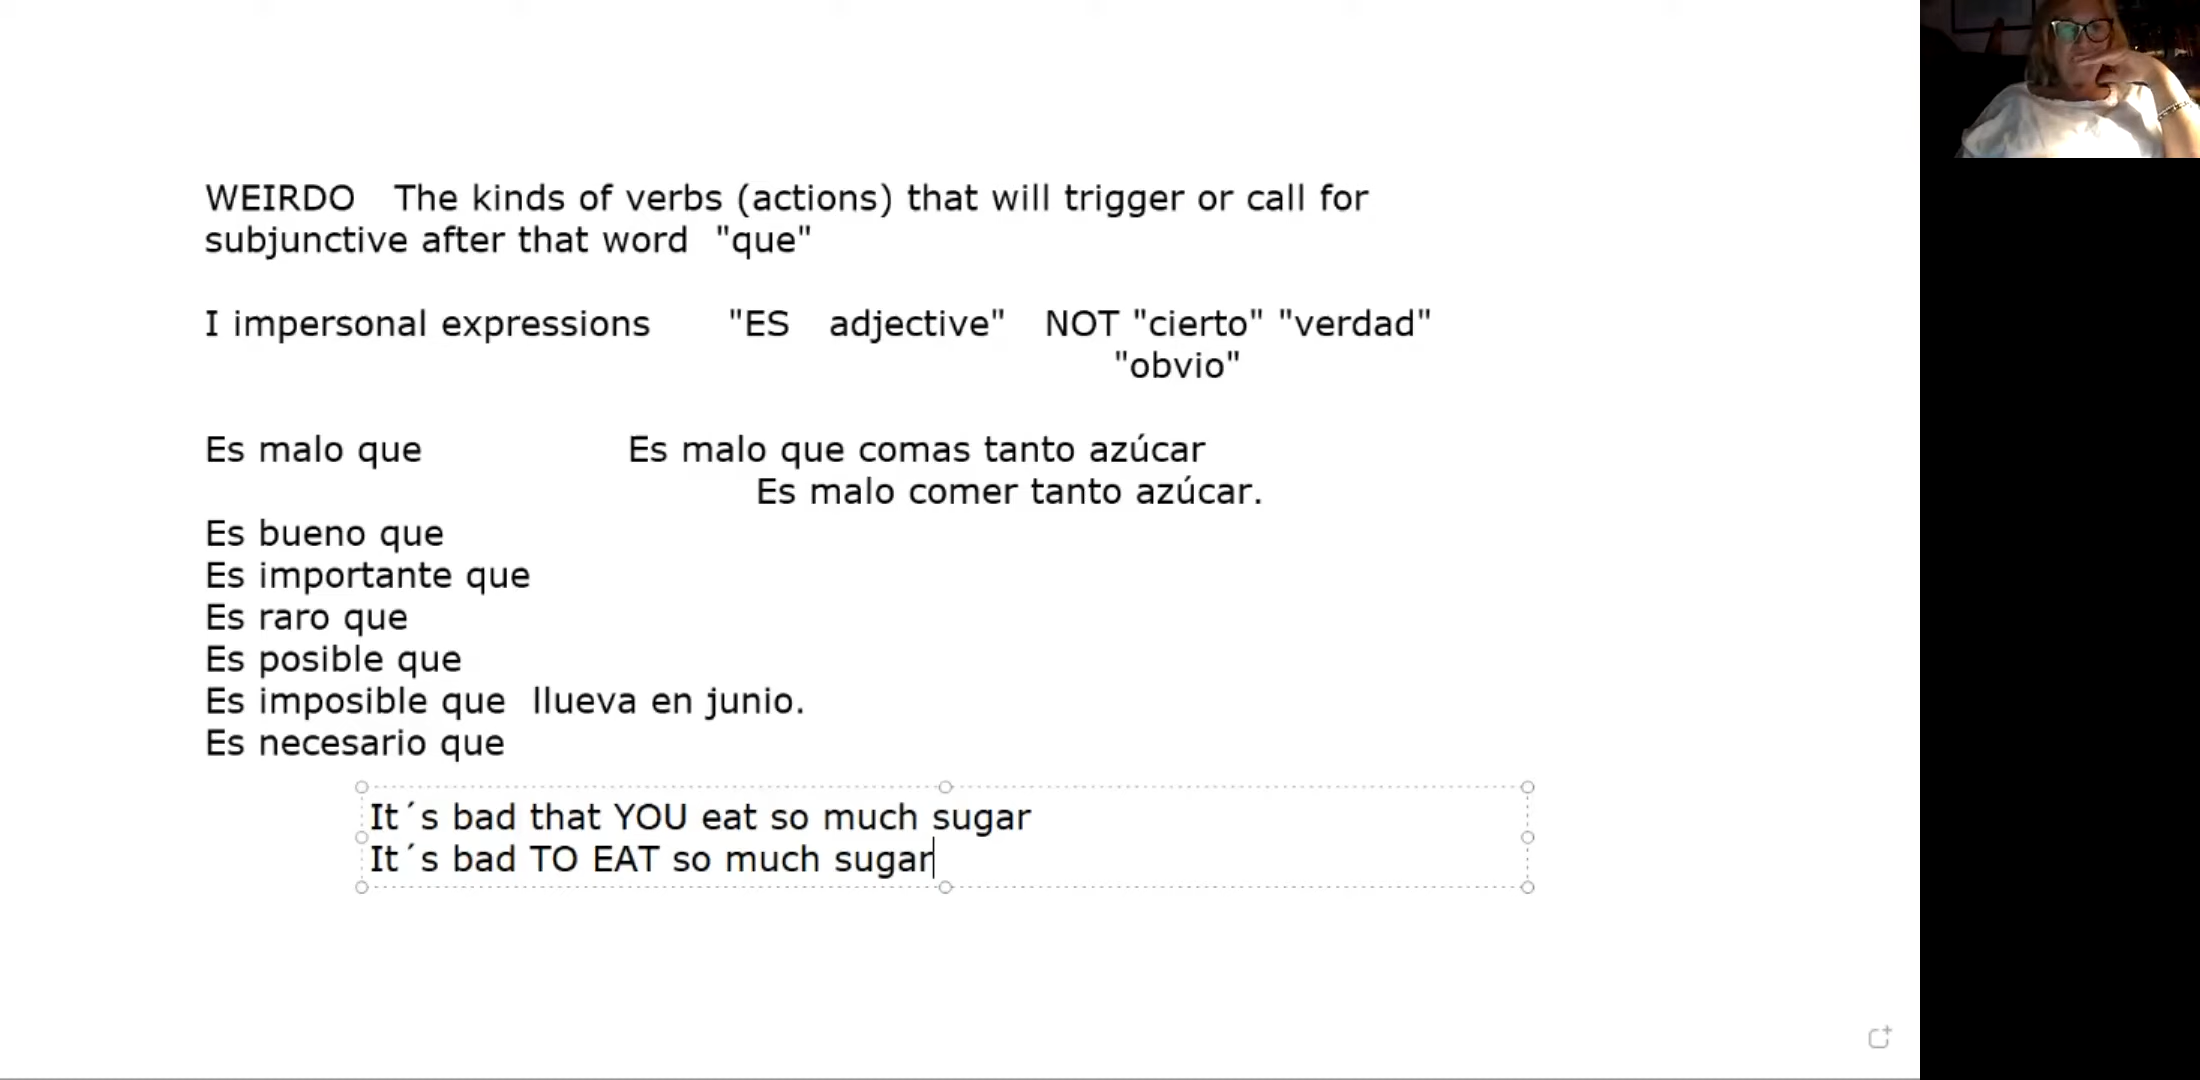 WEIRDO The kinds of verbs (actions) that will trigger or call for
subjunctive after that word "que"
I impersonal expressions "ES adjective" NOT "cierto" "verdad"
"obvio"
Es malo que Es malo que comas tanto azúcar
Es malo comer tanto azúcar.
Es bueno que
Es importante que
Es raro que
Es posible que
Es imposible que llueva en junio.
Es necesario que
It´s bad that YOU eat so much sugar
It´s bad TO EAT so much sugar